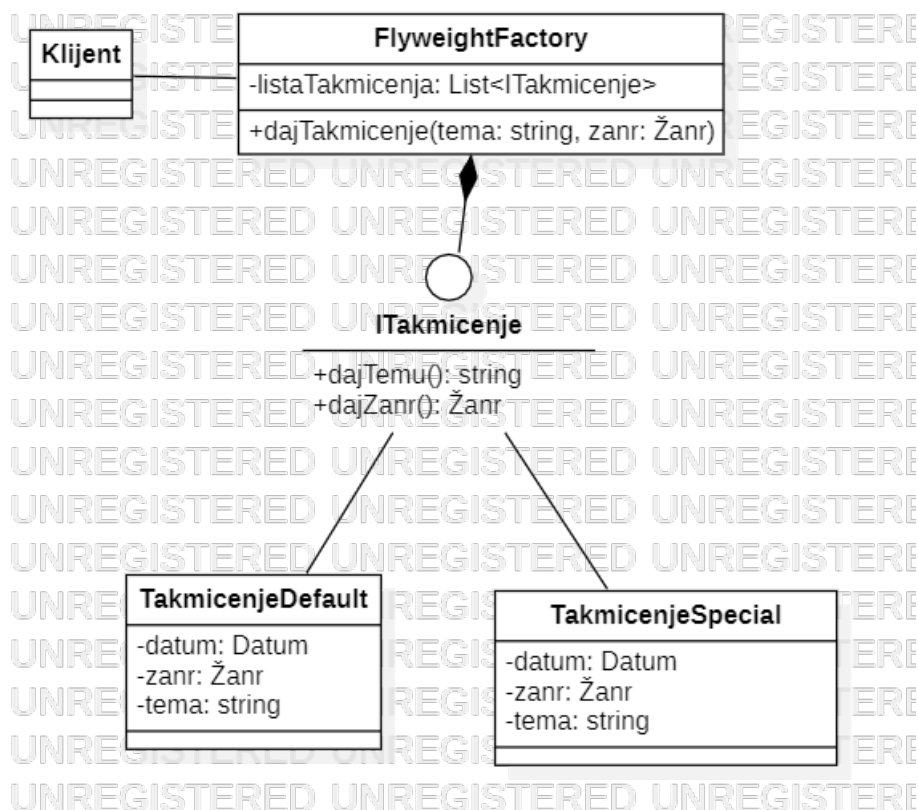 Klijent
FlyweightFactory
-listaTakmicenja: List<ITakmicenje>
+dajTakmicenje(tema: string, zanr: Žanr)
ITakmicenje
+dajTemu(): string
+dajZanr(): Žanr
TakmicenjeDefault
-datum: Datum
-zanr: Žanr
-tema: string
TakmicenjeSpecial
-datum: Datum
-zanr: Žanr
-tema: string
UNREGISTERED